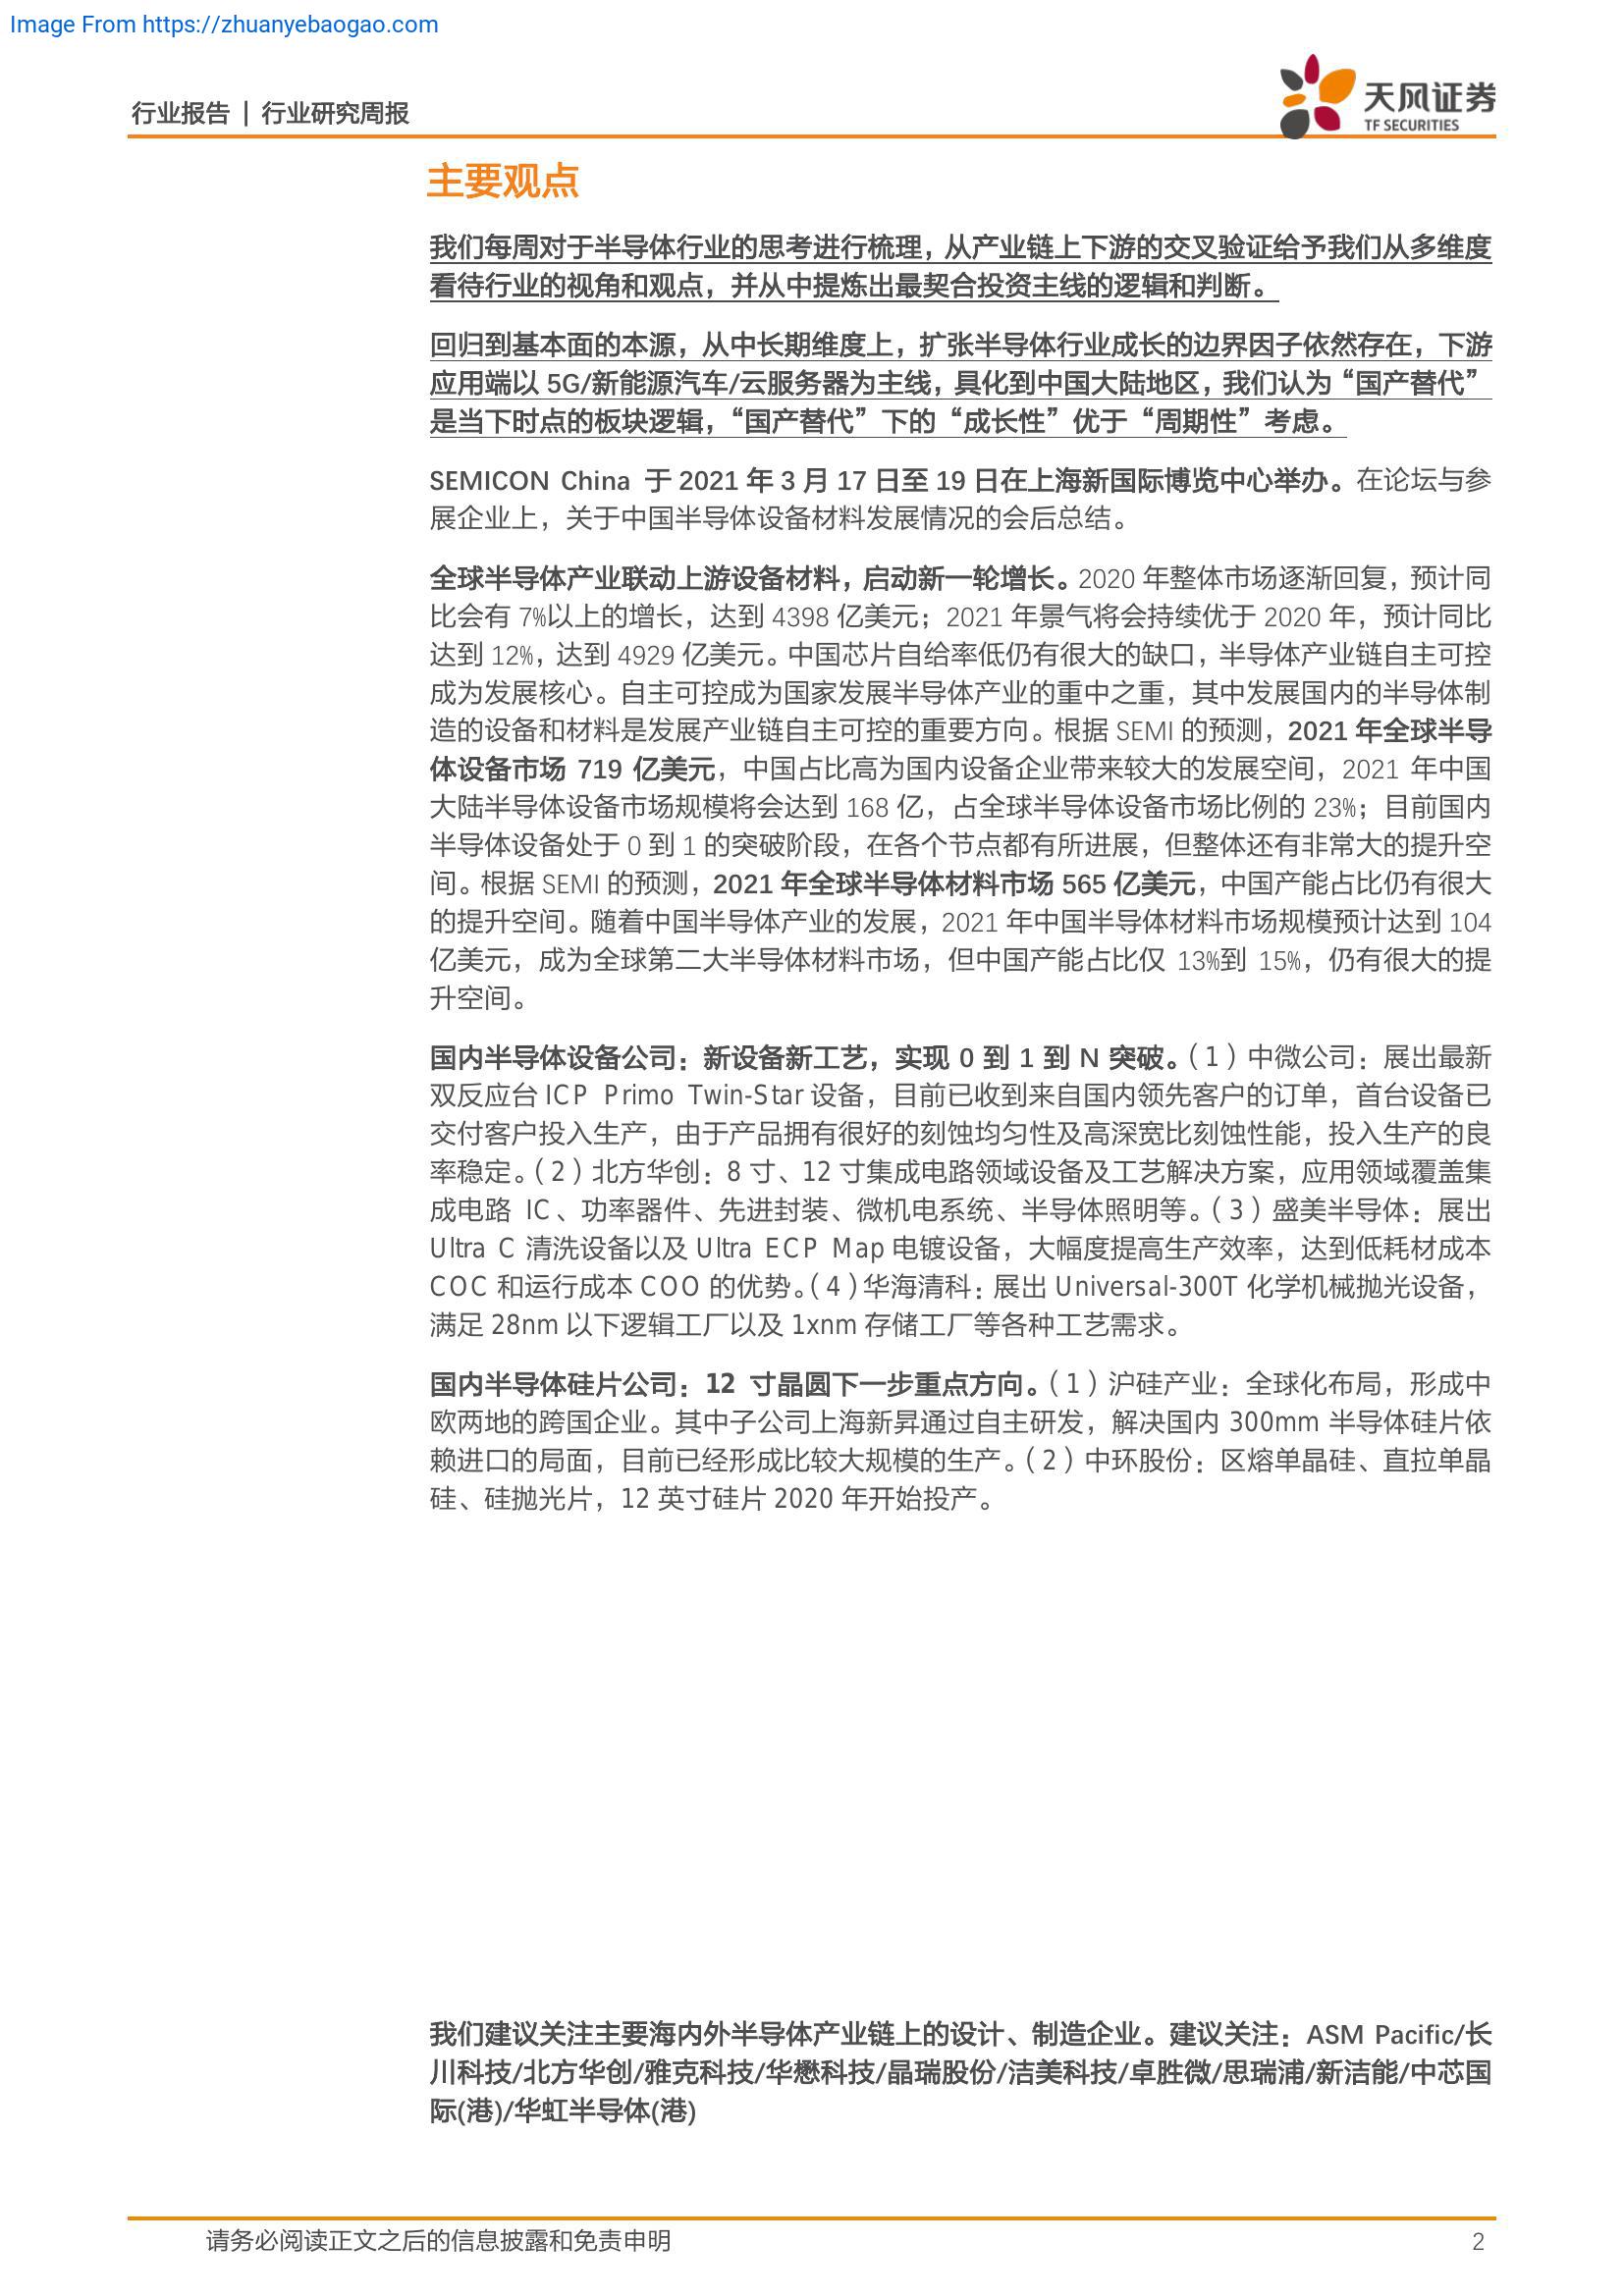 Image From https://zhuanyebaogao.com
行业报告 | 行业研究周报
天风证券
TF SECURITIES
主要观点
我们每周对于半导体行业的思考进行梳理，从产业链上下游的交叉验证给予我们从多维度
看待行业的视角和观点，并从中提炼出最契合投资主线的逻辑和判断。
回归到基本面的本源，从中长期维度上，扩张半导体行业成长的边界因子依然存在，下游
应用端以 5G/新能源汽车/云服务器为主线，具化到中国大陆地区，我们认为“国产替代”
是当下时点的板块逻辑，“国产替代”下的“成长性”优于“周期性”考虑。
SEMICON China 于 2021 年 3 月 17 日至 19 日在上海新国际博览中心举办。在论坛与参
展企业上，关于中国半导体设备材料发展情况的会后总结。
全球半导体产业联动上游设备材料，启动新一轮增长。2020 年整体市场逐渐回复，预计同
比会有 7%以上的增长，达到 4398 亿美元；2021 年景气将会持续优于 2020 年，预计同比
达到 12%，达到 4929 亿美元。中国芯片自给率低仍有很大的缺口，半导体产业链自主可控
成为发展核心。自主可控成为国家发展半导体产业的重中之重，其中发展国内的半导体制
造的设备和材料是发展产业链自主可控的重要方向。根据 SEMI 的预测，2021 年全球半导
体设备市场 719 亿美元，中国占比高为国内设备企业带来较大的发展空间，2021 年中国
大陆半导体设备市场规模将会达到 168 亿，占全球半导体设备市场比例的 23%；目前国内
半导体设备处于 0 到 1 的突破阶段，在各个节点都有所进展，但整体还有非常大的提升空
间。根据 SEMI 的预测，2021 年全球半导体材料市场 565 亿美元，中国产能占比仍有很大
的提升空间。随着中国半导体产业的发展，2021 年中国半导体材料市场规模预计达到 104
亿美元，成为全球第二大半导体材料市场，但中国产能占比仅 13%到 15%，仍有很大的提
升空间。
国内半导体设备公司：新设备新工艺，实现 0 到 1 到 N 突破。（1）中微公司：展出最新
双反应台 ICP Primo Twin-Star 设备，目前已收到来自国内领先客户的订单，首台设备已
交付客户投入生产，由于产品拥有很好的刻蚀均匀性及高深宽比刻蚀性能，投入生产的良
率稳定。（2）北方华创：8 寸、12 寸集成电路领域设备及工艺解决方案，应用领域覆盖集
成电路 IC、功率器件、先进封装、微机电系统、半导体照明等。（3）盛美半导体：展出
Ultra C 清洗设备以及 Ultra ECP Map 电镀设备，大幅度提高生产效率，达到低耗材成本
COC 和运行成本 COO 的优势。（4）华海清科：展出 Universal-300T 化学机械抛光设备，
满足 28nm 以下逻辑工厂以及 1xnm 存储工厂等各种工艺需求。
国内半导体硅片公司：12 寸晶圆下一步重点方向。（1）沪硅产业：全球化布局，形成中
欧两地的跨国企业。其中子公司上海新昇通过自主研发，解决国内 300mm 半导体硅片依
赖进口的局面，目前已经形成比较大规模的生产。（2）中环股份：区熔单晶硅、直拉单晶
硅、硅抛光片，12 英寸硅片 2020 年开始投产。
我们建议关注主要海内外半导体产业链上的设计、制造企业。建议关注：ASM Pacific/长
川科技/北方华创/雅克科技/华懋科技/晶瑞股份/洁美科技/卓胜微/思瑞浦/新洁能/中芯国
际(港)/华虹半导体(港)
请务必阅读正文之后的信息披露和免责申明
2